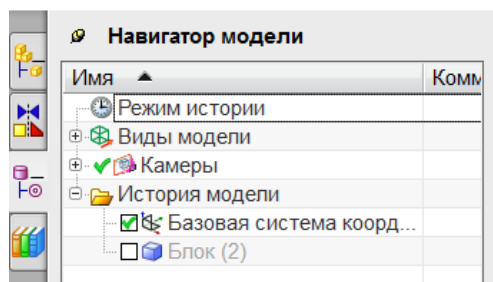 Навигатор модели
Имя Комм
Режим истории
Виды модели
Камеры
История модели
Базовая система коорд...
Блок (2)